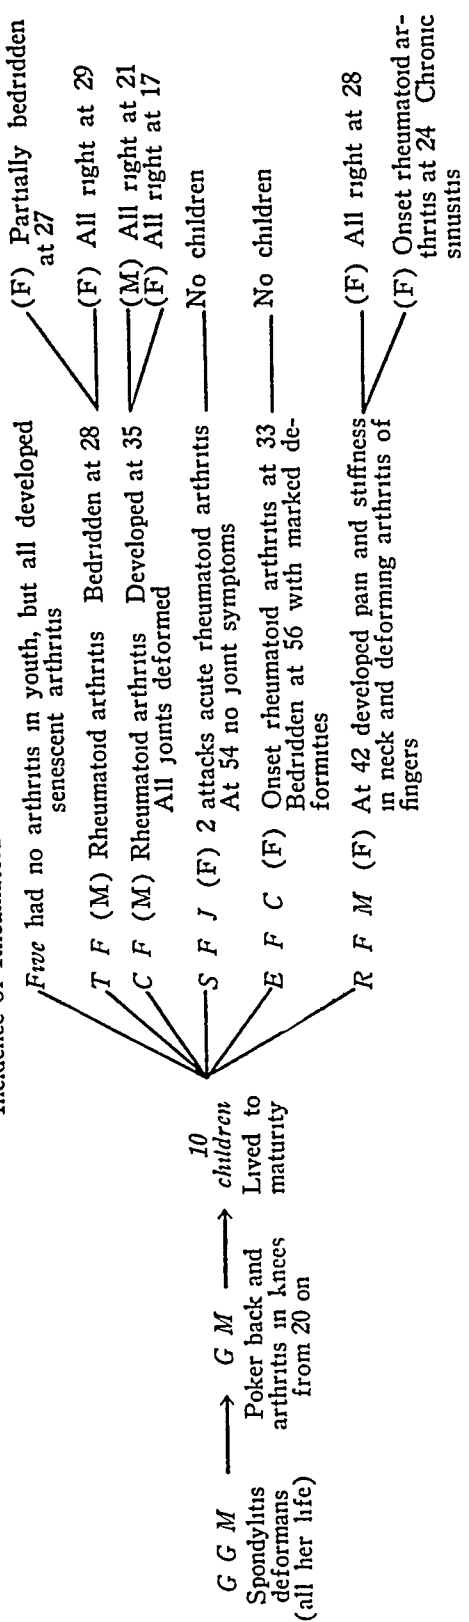 G G M
Spondylitis
deformans
(all her life)
G M
Poker back and
arthritis in knees
from 20 on
10
children
Lived to
maturity
Five had no arthritis in youth, but all developed
senescent arthritis
T F (M) Rheumatoid arthritis Bedridden at 28
C F (M) Rheumatoid arthritis Developed at 35
All joints deformed
S F J (F) 2 attacks acute rheumatoid arthritis
At 54 no joint symptoms
E F C (F) Onset rheumatoid arthritis at 33
Bedridden at 56 with marked de-
formities
R F M (F) At 42 developed pain and stiffness
in neck and deforming arthritis of
fingers
(F) Partially bedridden
at 27
(F) All right at 29
(M) All right at 21
(F) All right at 17
No children
No children
(F) All right at 28
(F) Onset rheumatoid ar-
thritis at 24 Chronic
sinusitis